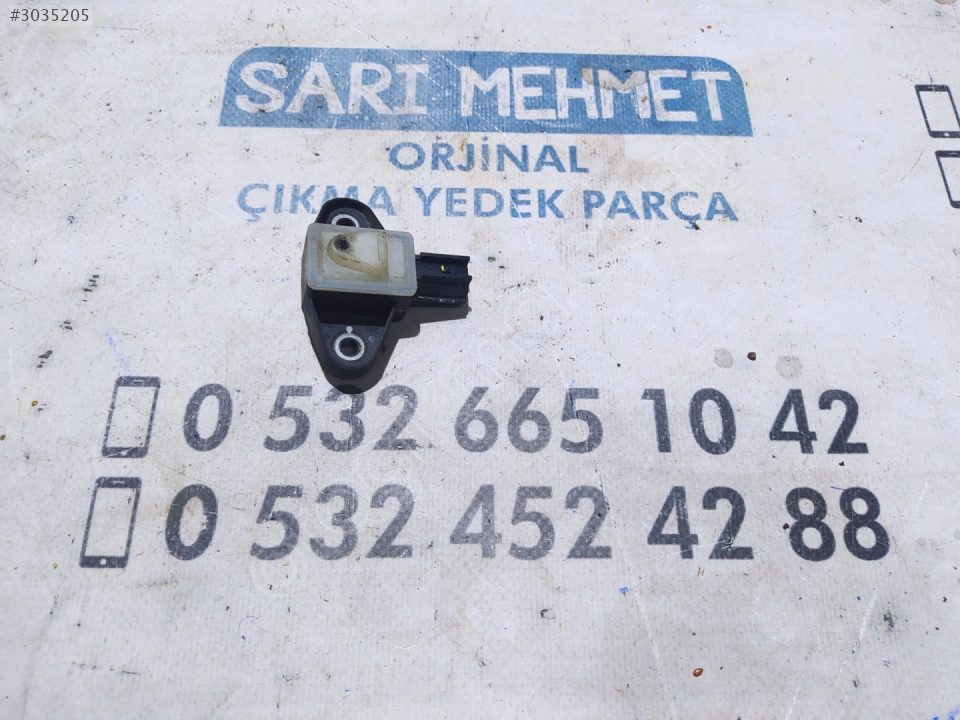 #3035205
SARI MEHMET
ORJİNAL
ÇIKMA YEDEK PARÇA
0 532 665 10 42
0 532 452 42 88